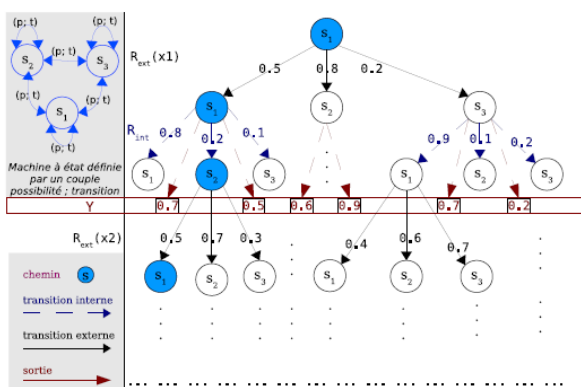 (p; t) (p; t)
S2 (p; t) S3
(p; t) (p; t)
S1
(p; t) (p; t)
Machine à état définie
par un couple
possibilité ; transition
Rext(x1)
S1
0.5 0.8 0.2
S1 S2 S3
Rint 0.8 0.2 0.1 0.9 0.1 0.2
S1 S2 S3 S1 S2 S3
Y 0.7 0.5 0.6 0.9 0.7 0.2
Rext(x2) 0.5 0.7 0.3 0.4 0.6 0.7
S1 S2 S3 S1 S2 S3
chemin S
transition interne
transition externe
sortie